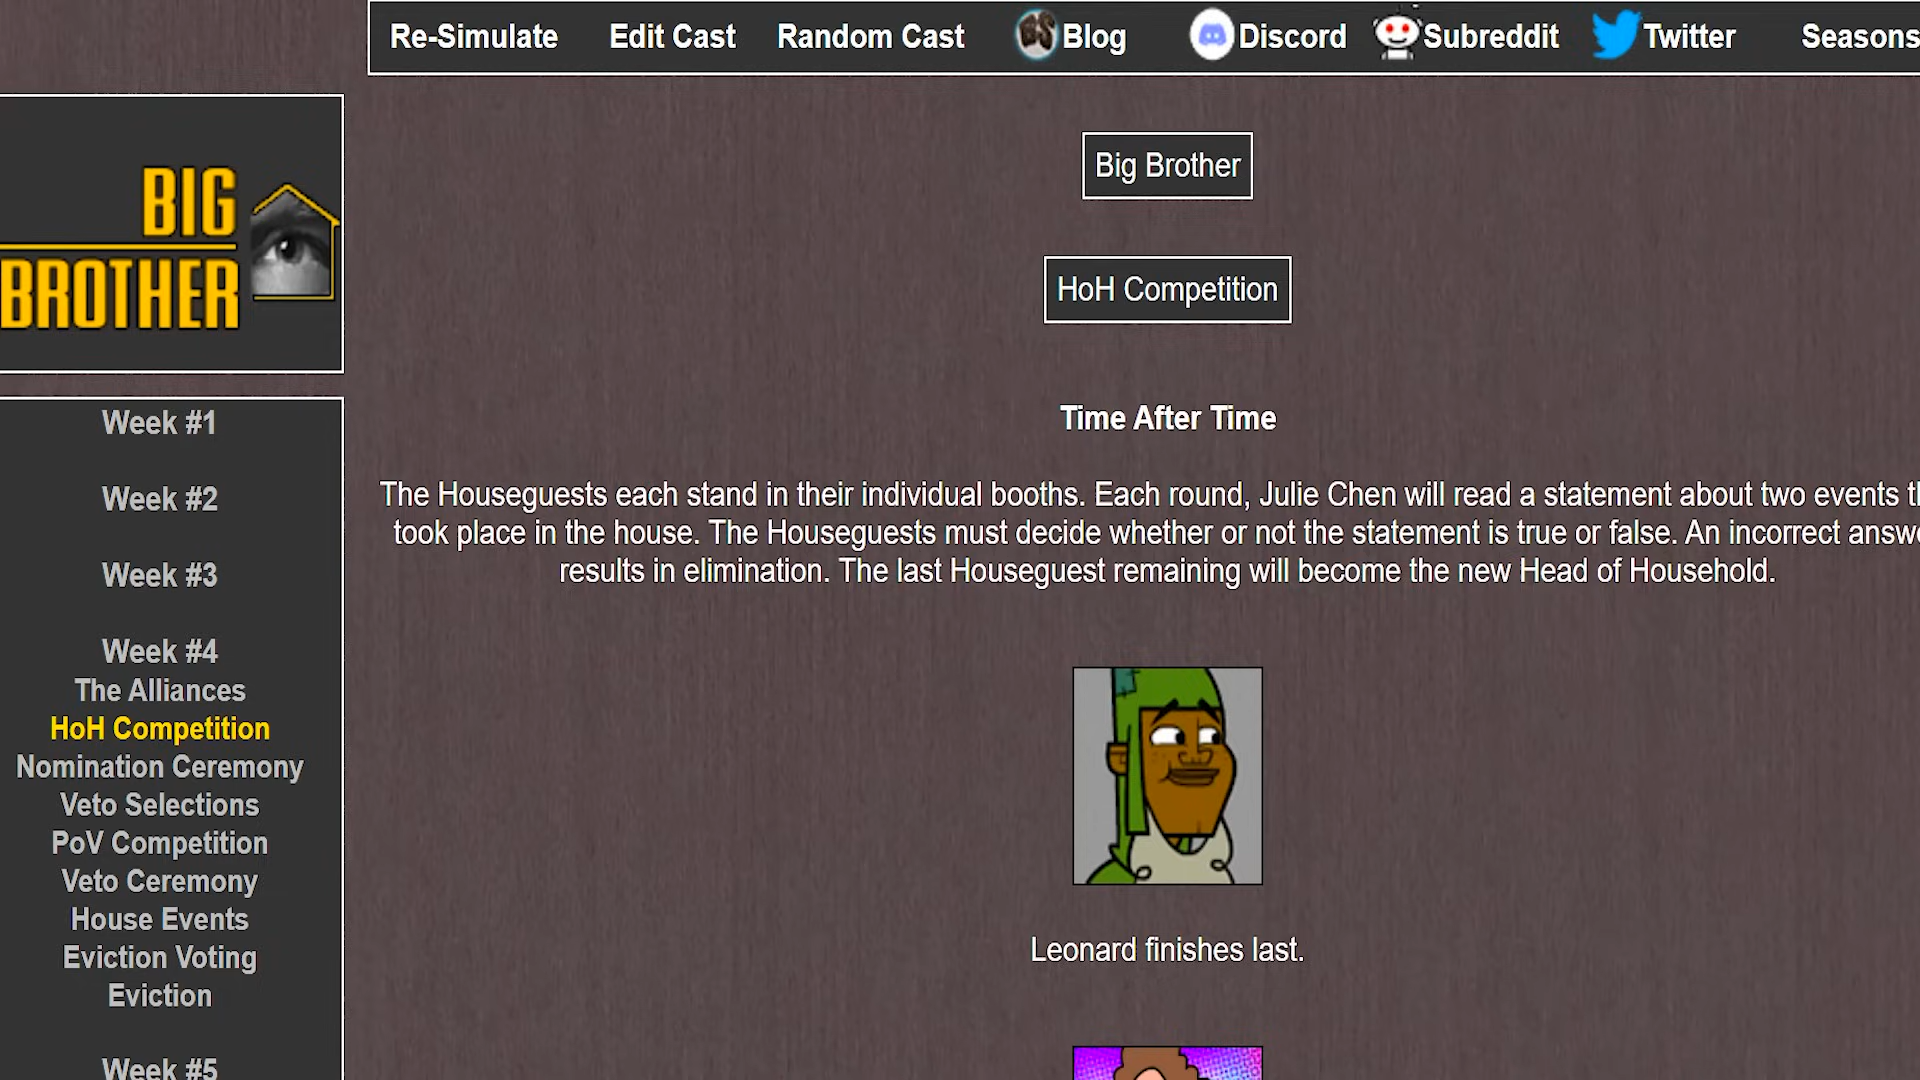 Re-Simulate Edit Cast Random Cast Blog Discord Subreddit Twitter Seasons
BIG
BROTHER
Week #1
Week #2
Week #3
Week #4
The Alliances
HoH Competition
Nomination Ceremony
Veto Selections
PoV Competition
Veto Ceremony
House Events
Eviction Voting
Eviction
Week #5
Big Brother
HoH Competition
Time After Time
The Houseguests each stand in their individual booths. Each round, Julie Chen will read a statement about two events
took place in the house. The Houseguests must decide whether or not the statement is true or false. An incorrect
results in elimination. The last Houseguest remaining will become the new Head of Household.
Leonard finishes last.